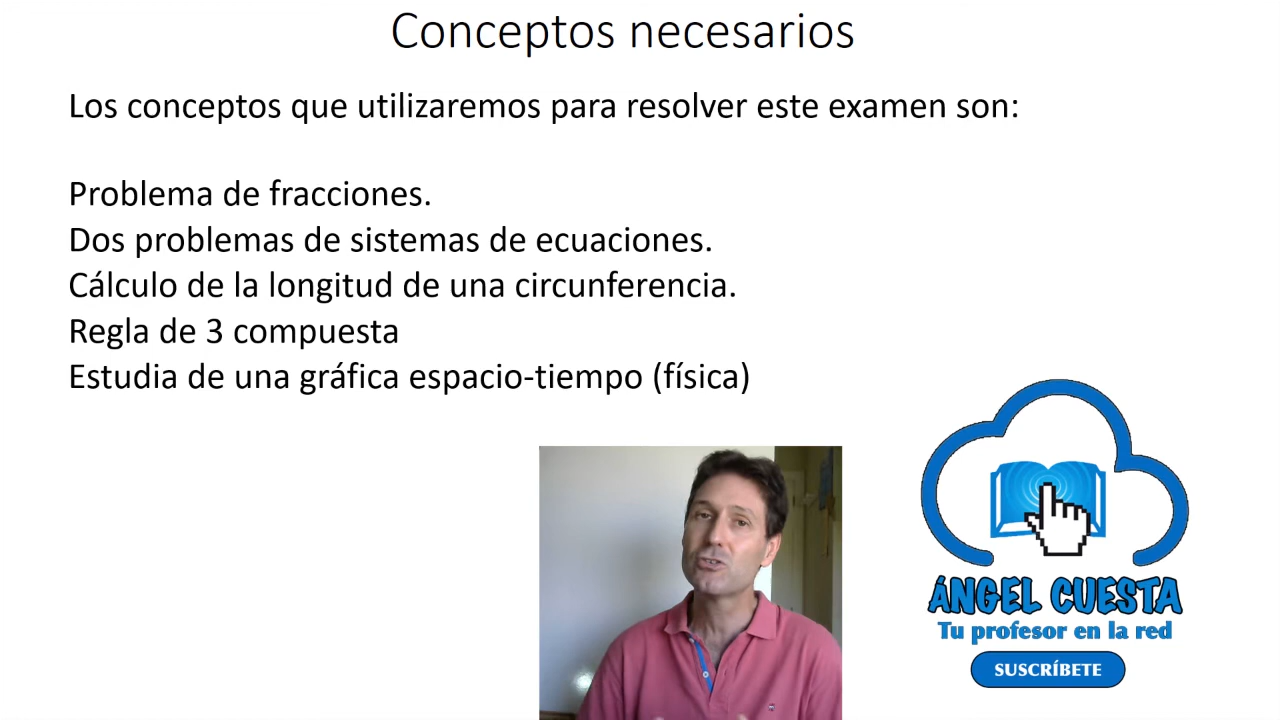 Conceptos necesarios
Los conceptos que utilizaremos para resolver este examen son:
Problema de fracciones.
Dos problemas de sistemas de ecuaciones.
Cálculo de la longitud de una circunferencia.
Regla de 3 compuesta
Estudia de una gráfica espacio-tiempo (física)
ÁNGEL CUESTA
Tu profesor en la red
SUSCRÍBETE